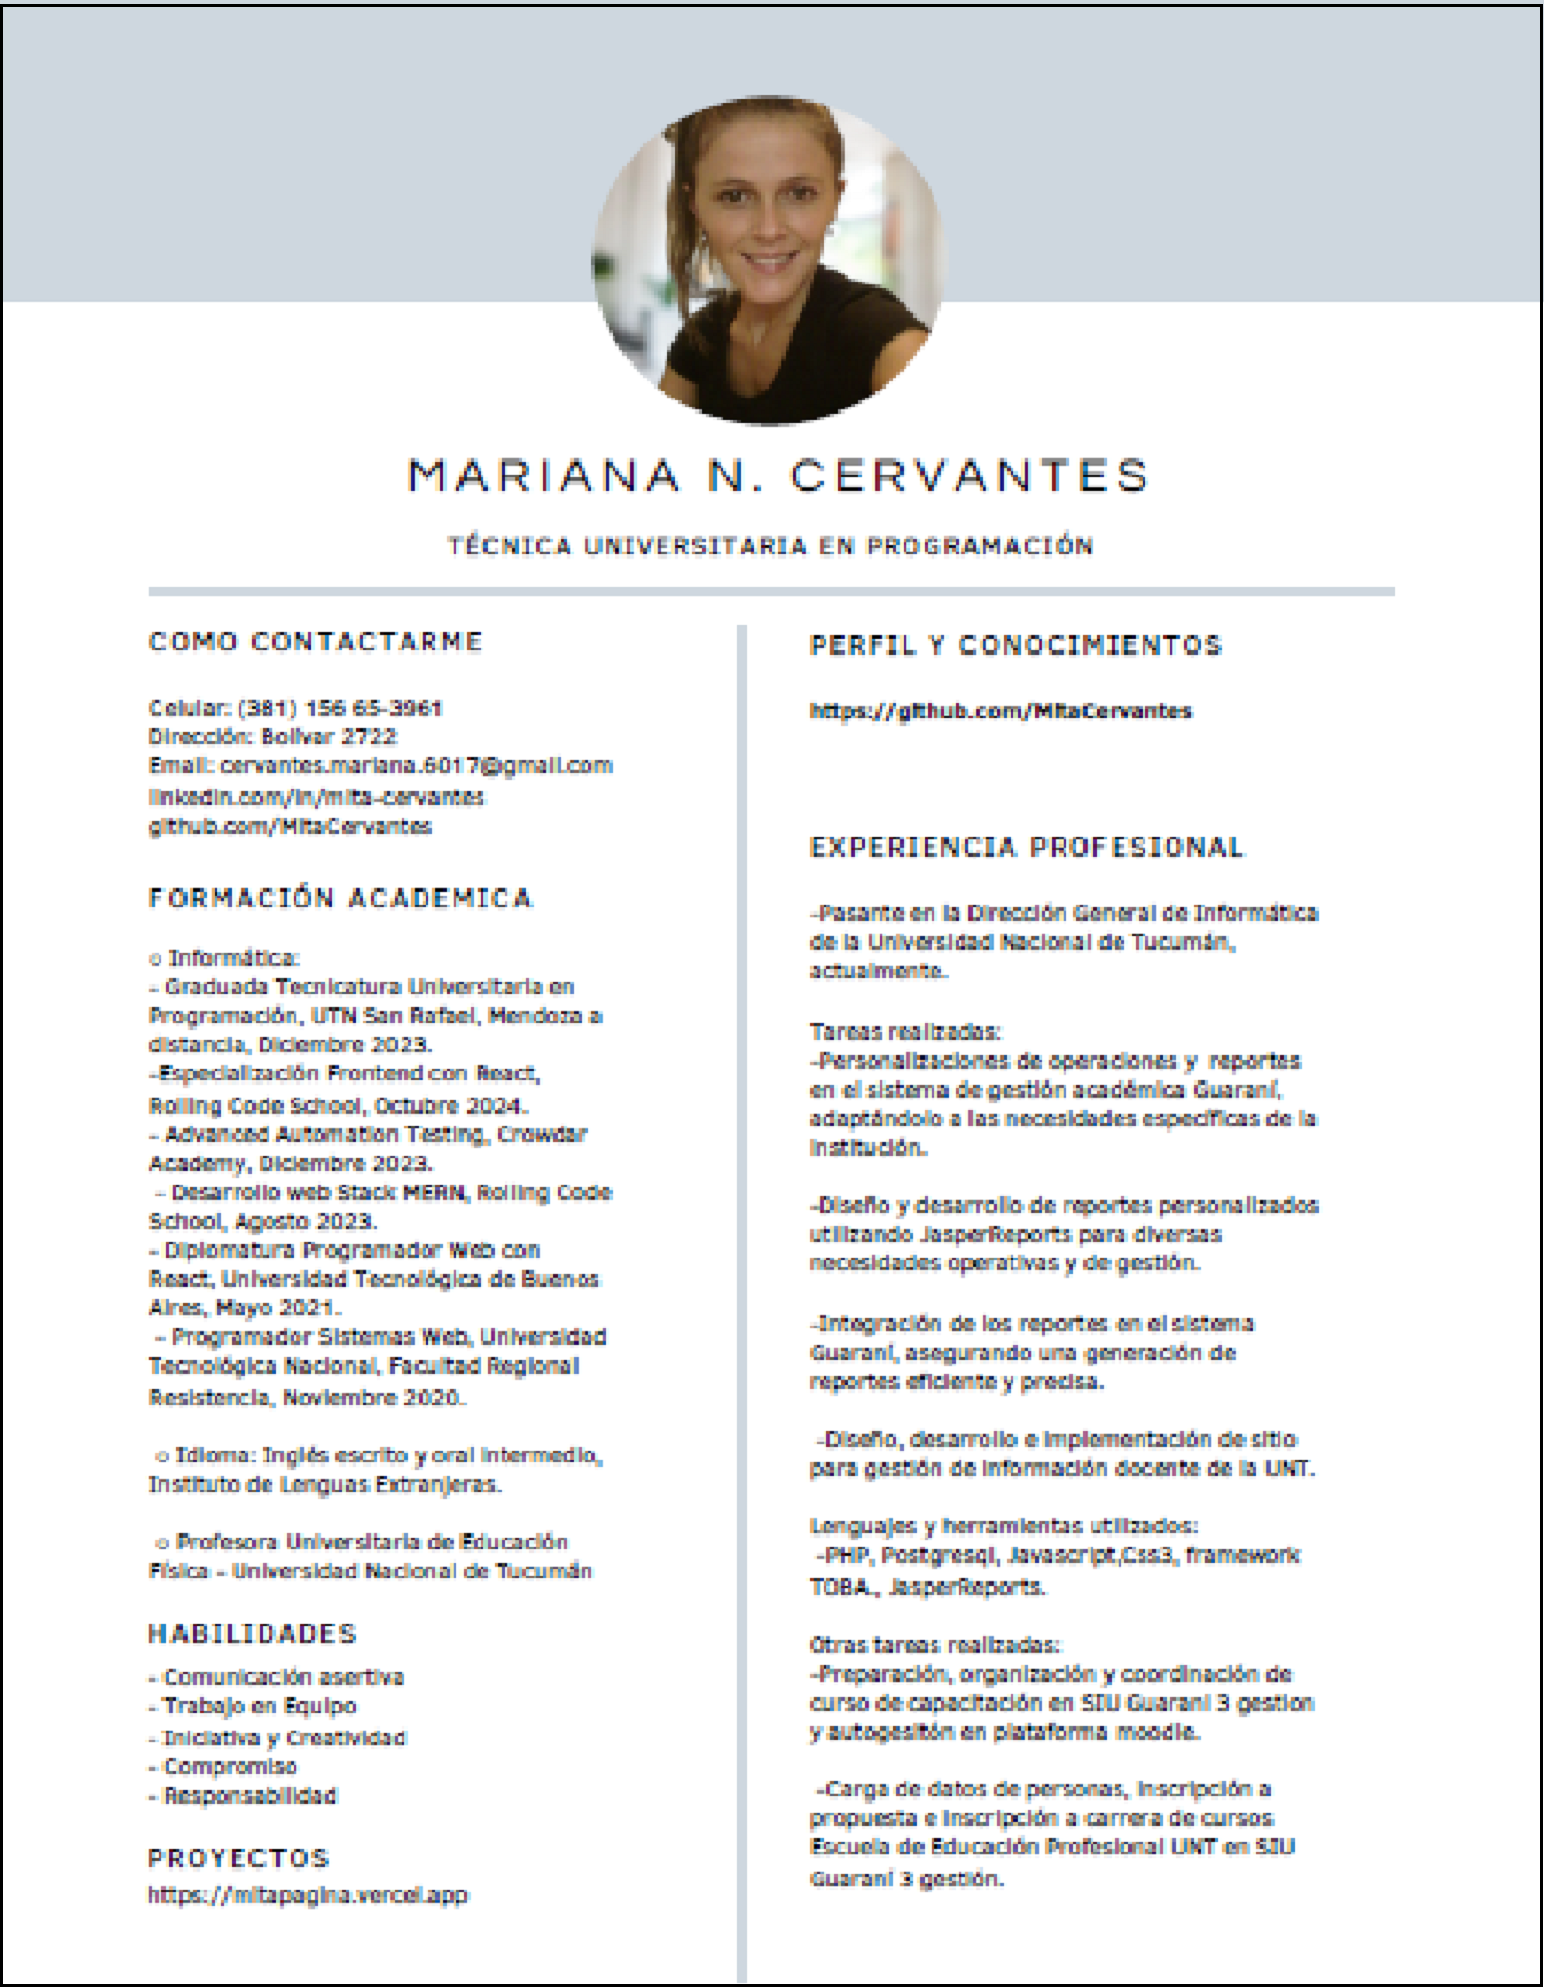 MARIANA N. CERVANTES
TÉCNICA UNIVERSITARIA EN PROGRAMACIÓN
COMO CONTACTARME
Celular: (381) 156 65-3961
Dirección: Bolivar 2722
Email: cervantes.mariana.6017@gmail.com
linkedin.com/in/mita-cervantes
github.com/MitaCervantes
FORMACIÓN ACADEMICA
○ Informática:
- Graduada Tecnicatura Universitaria en
Programación, UTN San Rafael, Mendoza a
distancia, Diciembre 2023.
-Especialización Frontend con React,
Rolling Code School, Octubre 2024.
- Advanced Automation Testing, Crowdar
Academy, Diciembre 2023.
- Desarrollo web Stack MERN, Rolling Code
School, Agosto 2023.
- Diplomatura Programador Web con
React, Universidad Tecnológica de Buenos
Aires, Mayo 2021.
- Programador Sistemas Web, Universidad
Tecnológica Nacional, Facultad Regional
Resistencia, Noviembre 2020.
○ Idioma: Inglés escrito y oral intermedio,
Instituto de Lenguas Extranjeras.
○ Profesora Universitaria de Educación
Física - Universidad Nacional de Tucumán
HABILIDADES
- Comunicación asertiva
- Trabajo en Equipo
- Iniciativa y Creatividad
- Compromiso
- Responsabilidad
PROYECTOS
https://mitapagina.vercel.app
PERFIL Y CONOCIMIENTOS
https://github.com/MitaCervantes
EXPERIENCIA PROFESIONAL
-Pasante en la Dirección General de Informática
de la Universidad Nacional de Tucumán,
actualmente.
Tareas realizadas:
-Personalizaciones de operaciones y reportes
en el sistema de gestión académica Guaraní,
adaptándolo a las necesidades específicas de la
institución.
-Diseño y desarrollo de reportes personalizados
utilizando JasperReports para diversas
necesidades operativas y de gestión.
-Integración de los reportes en el sistema
Guaraní, asegurando una generación de
reportes eficiente y precisa.
-Diseño, desarrollo e implementación de sitio
para gestión de información docente de la UNT.
Lenguajes y herramientas utilizados:
-PHP, Postgresql, Javascript,Css3, framework
TOBA., JasperReports.
Otras tareas realizadas:
-Preparación, organización y coordinación de
curso de capacitación en SIU Guaraní 3 gestion
y autogesitón en plataforma moodle.
-Carga de datos de personas, inscripción a
propuesta e inscripción a carrera de cursos
Escuela de Educación Profesional UNT en SIU
Guaraní 3 gestión.